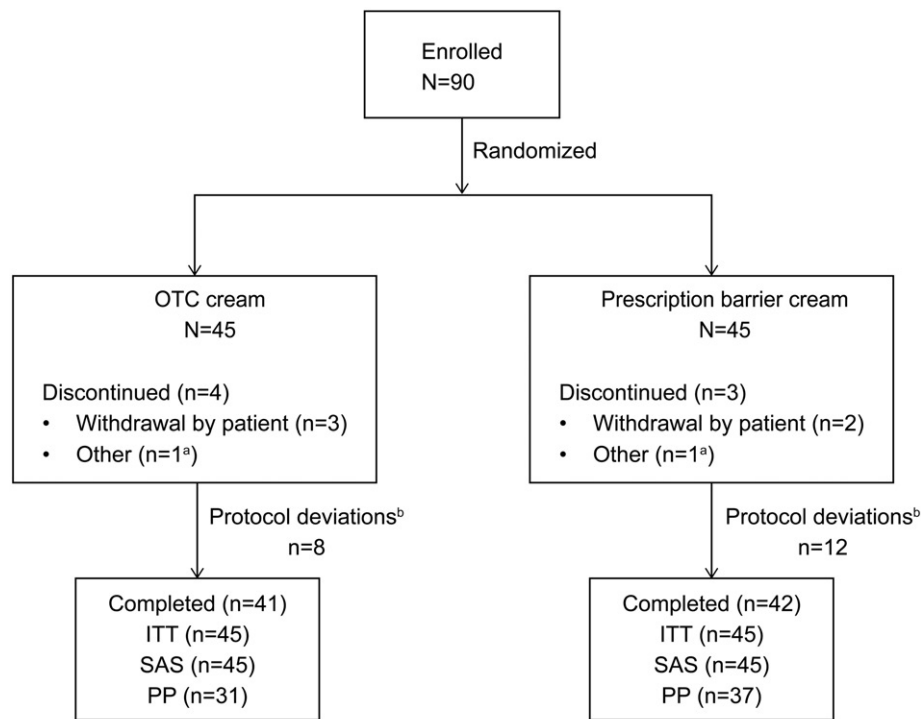 Enrolled
N=90
Randomized
OTC cream
N=45
Discontinued (n=4)
• Withdrawal by patient (n=3)
• Other (n=1ᵃ)
Protocol deviationsᵇ
n=8
Completed (n=41)
ITT (n=45)
SAS (n=45)
PP (n=31)
Prescription barrier cream
N=45
Discontinued (n=3)
• Withdrawal by patient (n=2)
• Other (n=1ᵃ)
Protocol deviationsᵇ
n=12
Completed (n=42)
ITT (n=45)
SAS (n=45)
PP (n=37)